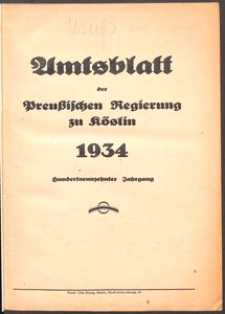 Amtsblatt
der
Preußischen Regierung
zu Köslin
1934
Hundertneunzehnter Jahrgang